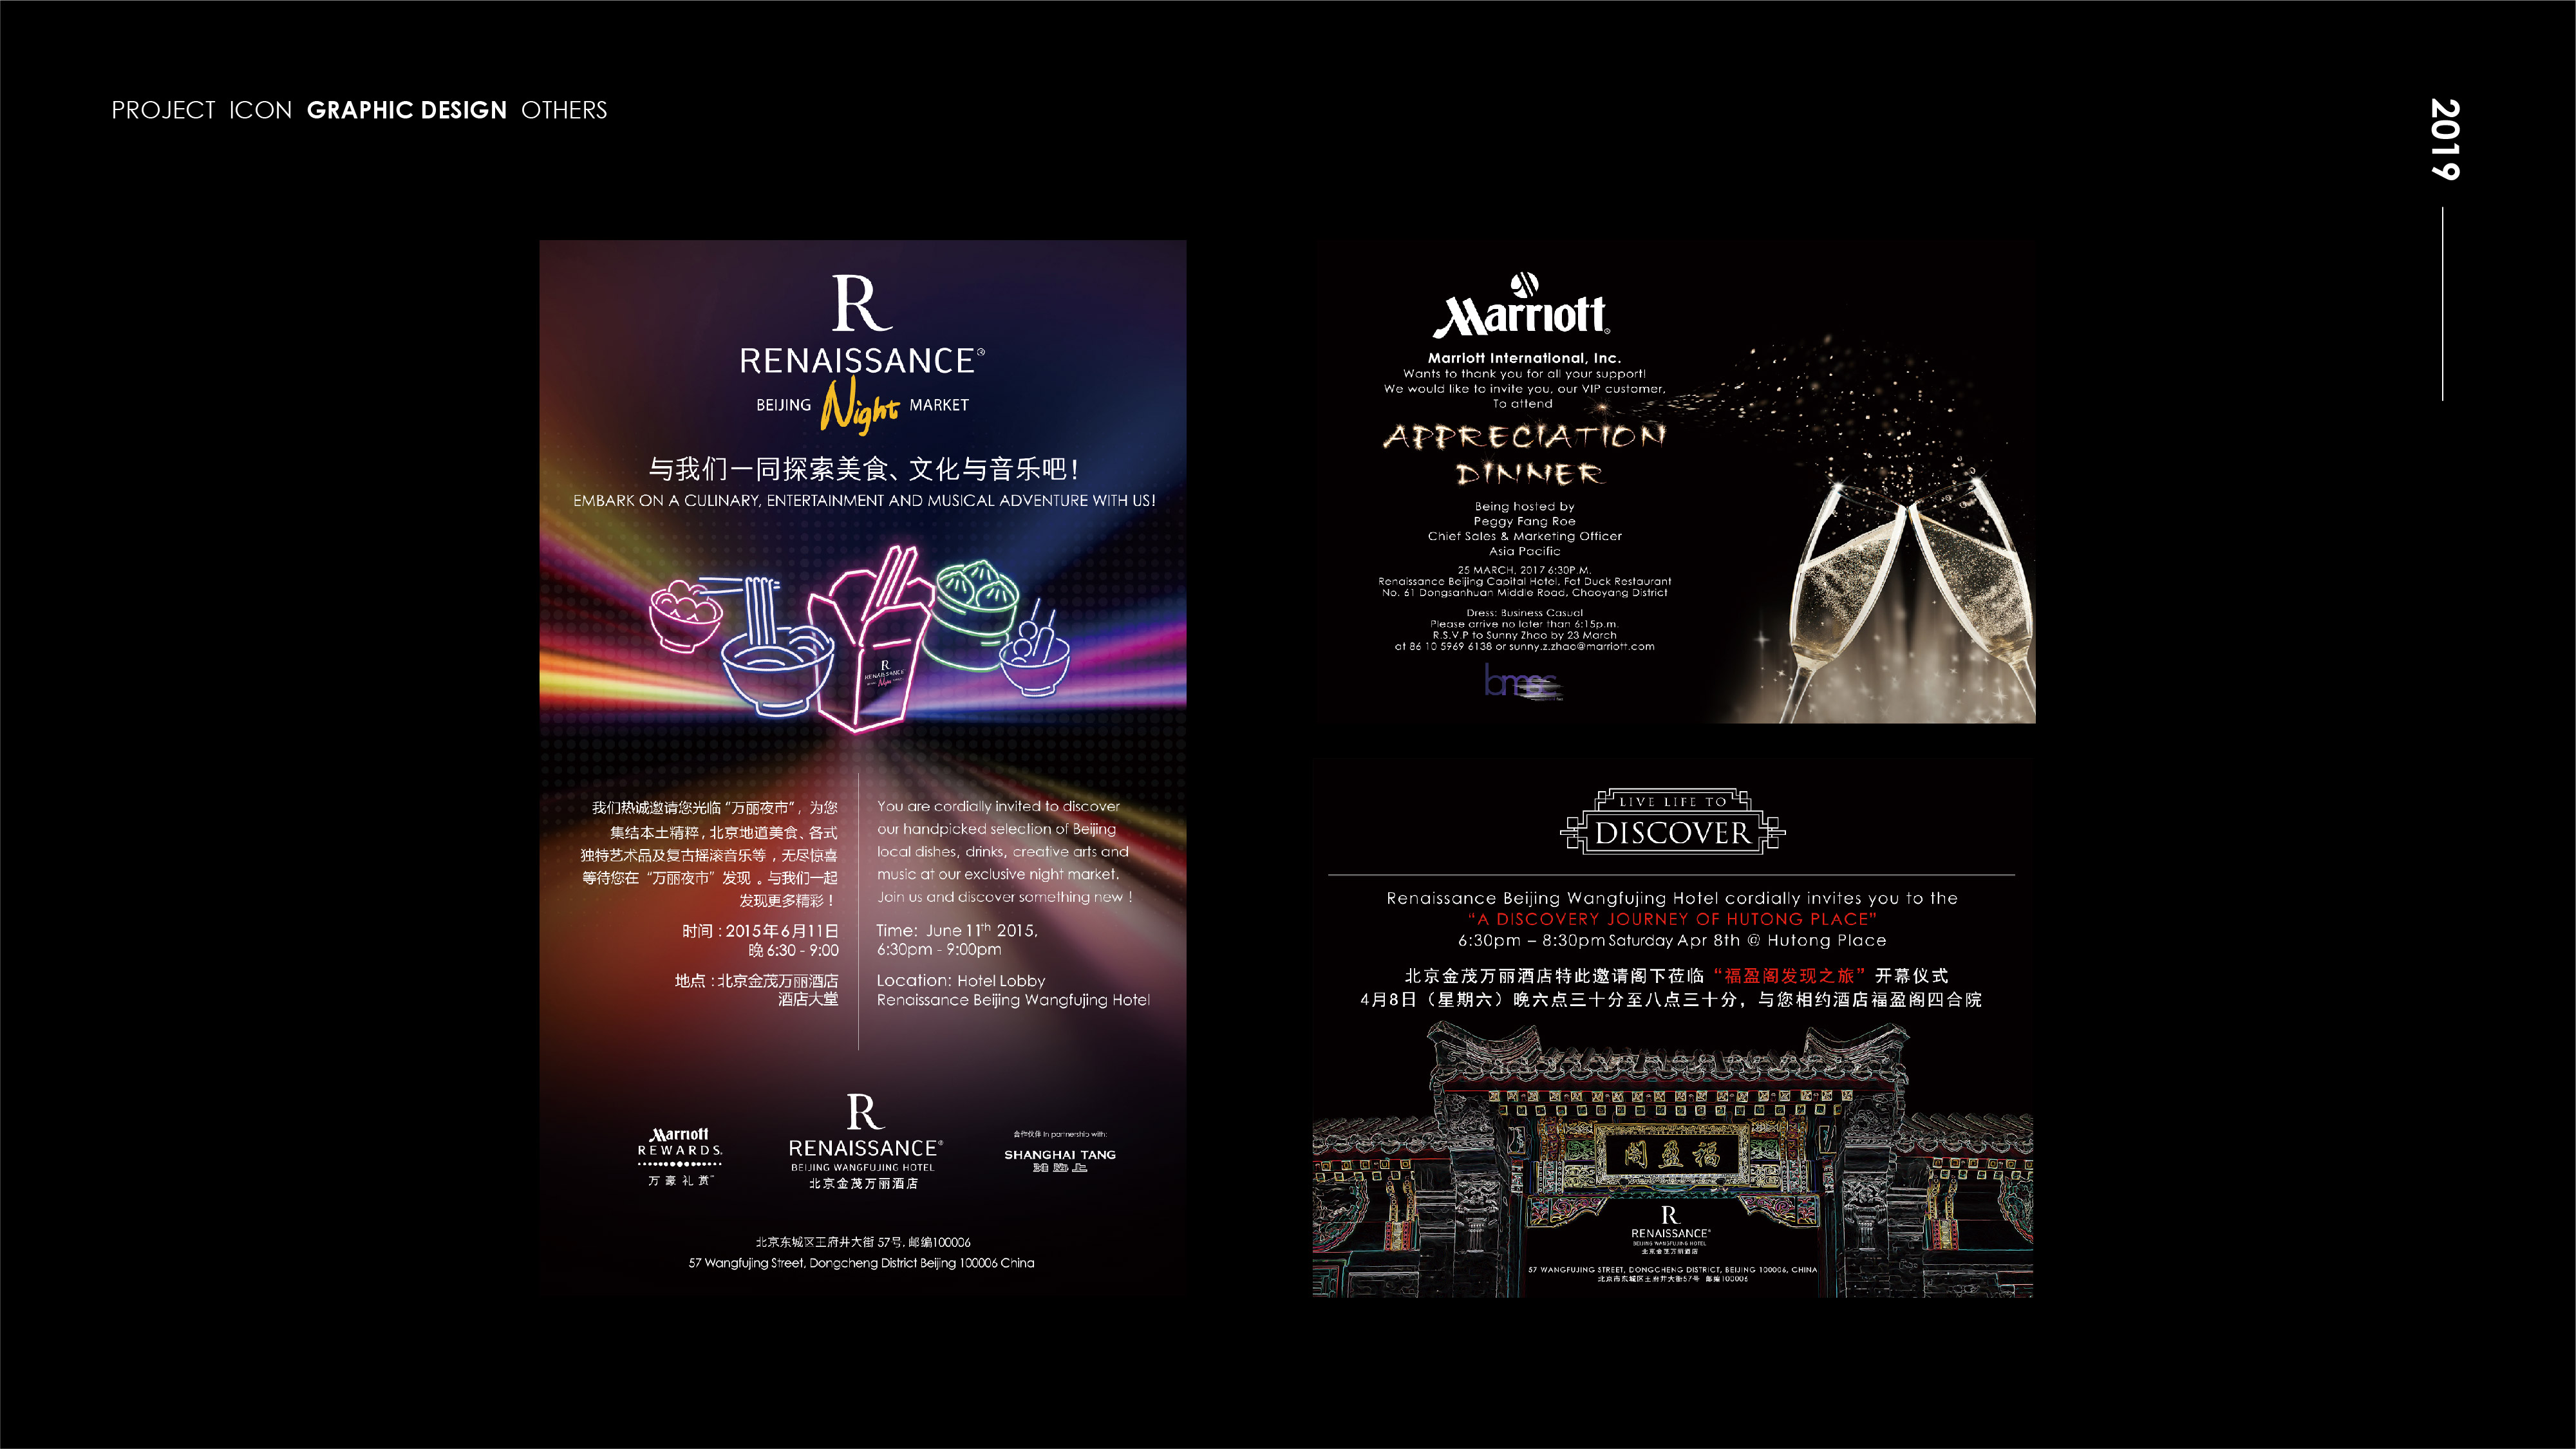 PROJECT ICON GRAPHIC DESIGN OTHERS
2019
R
RENAISSANCE®
BEIJING Night MARKET
与我们一同探索美食、文化与音乐吧！
EMBARK ON A CULINARY, ENTERTAINMENT AND MUSICAL ADVENTURE WITH US!
R
RENAISSANCE
Night
我们热诚邀请您光临“万丽夜市”，为您
集结本土精粹，北京地道美食、各式
独特艺术品及复古摇滚音乐等，无尽惊喜
等待您在“万丽夜市”发现。与我们一起
发现更多精彩！
时间：2015年6月11日
晚 6:30 - 9:00
地点：北京金茂万丽酒店
酒店大堂
You are cordially invited to discover
our handpicked selection of Beijing
local dishes, drinks, creative arts and
music at our exclusive night market.
Join us and discover something new !
Time: June 11th 2015,
6:30pm - 9:00pm
Location: Hotel Lobby
Renaissance Beijing Wangfujing Hotel
Marriott
REWARDS.
万豪礼赏
R
RENAISSANCE®
BEIJING WANGFUJING HOTEL
北京金茂万丽酒店
合作伙伴 In partnership with:
SHANGHAI TANG
北京东城区王府井大街 57号, 邮编100006
57 Wangfujing Street, Dongcheng District Beijing 100006 China
Marriott®
Marriott International, Inc.
Wants to thank you for all your support!
We would like to invite you, our VIP customer,
To attend
APPRECIATION
DINNER
Being hosted by
Peggy Fang Roe
Chief Sales & Marketing Officer
Asia Pacific
25 MARCH, 2017 6:30P.M.
Renaissance Beijing Capital Hotel, Fat Duck Restaurant
No. 61 Dongsanhuan Middle Road, Chaoyang District
Dress: Business Casual
Please arrive no later than 6:15p.m.
R.S.V.P to Sunny Zhao by 23 March
at 86 10 5969 6138 or sunny.z.zhao@marriott.com
LIVE LIFE TO
DISCOVER
Renaissance Beijing Wangfujing Hotel cordially invites you to the
“A DISCOVERY JOURNEY OF HUTONG PLACE”
6:30pm – 8:30pm Saturday Apr 8th @ Hutong Place
北京金茂万丽酒店特此邀请阁下莅临“福盈阁发现之旅”开幕仪式
4月8日（星期六）晚六点三十分至八点三十分，与您相约酒店福盈阁四合院
閣盈福
R
RENAISSANCE®
BEIJING WANGFUJING HOTEL
北京金茂万丽酒店
57 WANGFUJING STREET, DONGCHENG DISTRICT, BEIJING 100006, CHINA
北京市东城区王府井大街57号 邮编100006